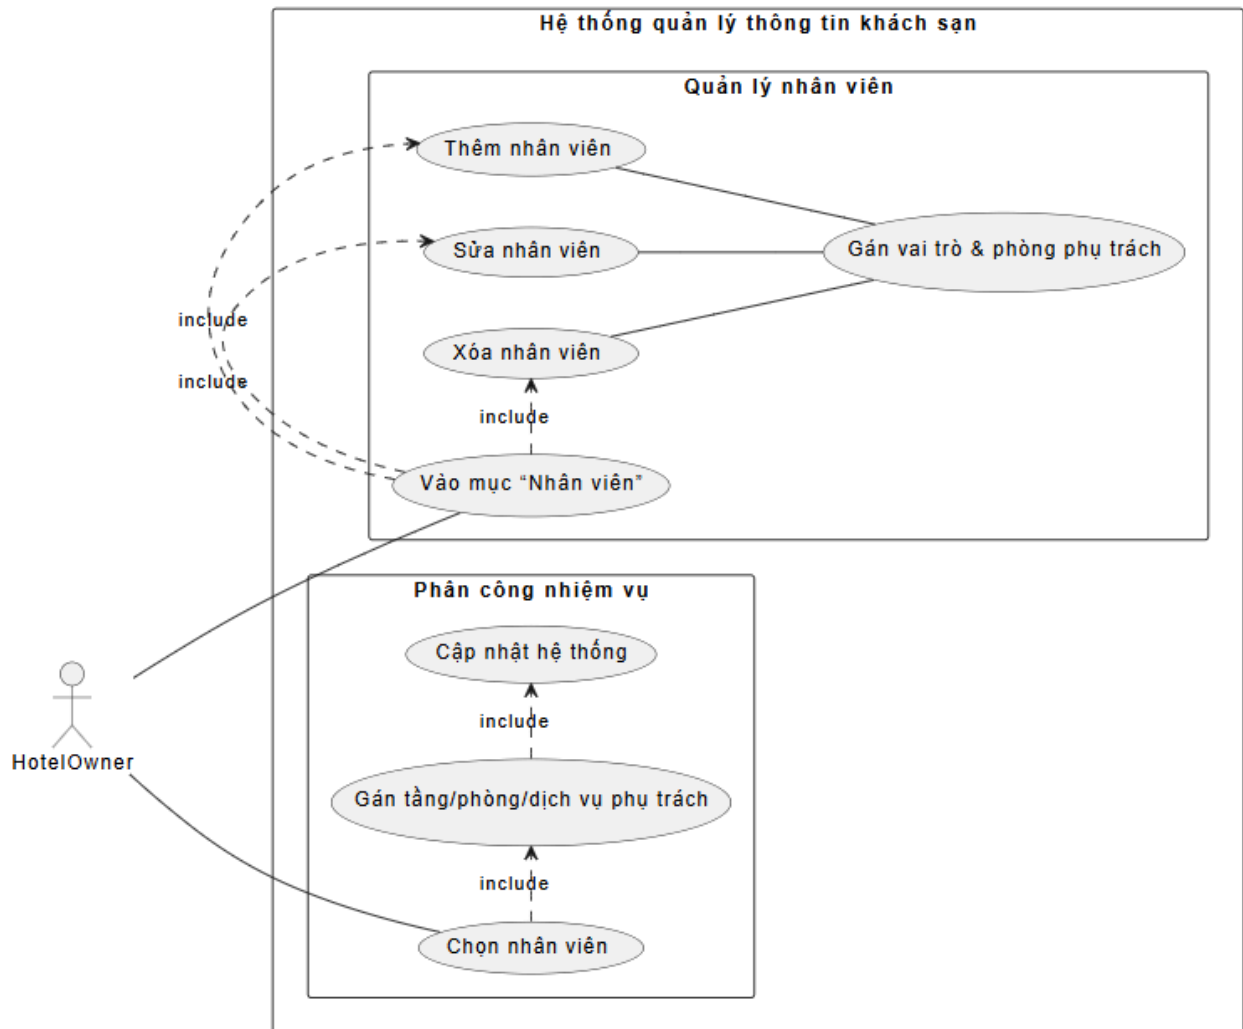 Hệ thống quản lý thông tin khách sạn
Quản lý nhân viên
Thêm nhân viên
Sửa nhân viên
Gán vai trò & phòng phụ trách
include
Xóa nhân viên
include
include
Vào mục “Nhân viên”
Phân công nhiệm vụ
Cập nhật hệ thống
include
HotelOwner
Gán tầng/phòng/dịch vụ phụ trách
include
Chọn nhân viên